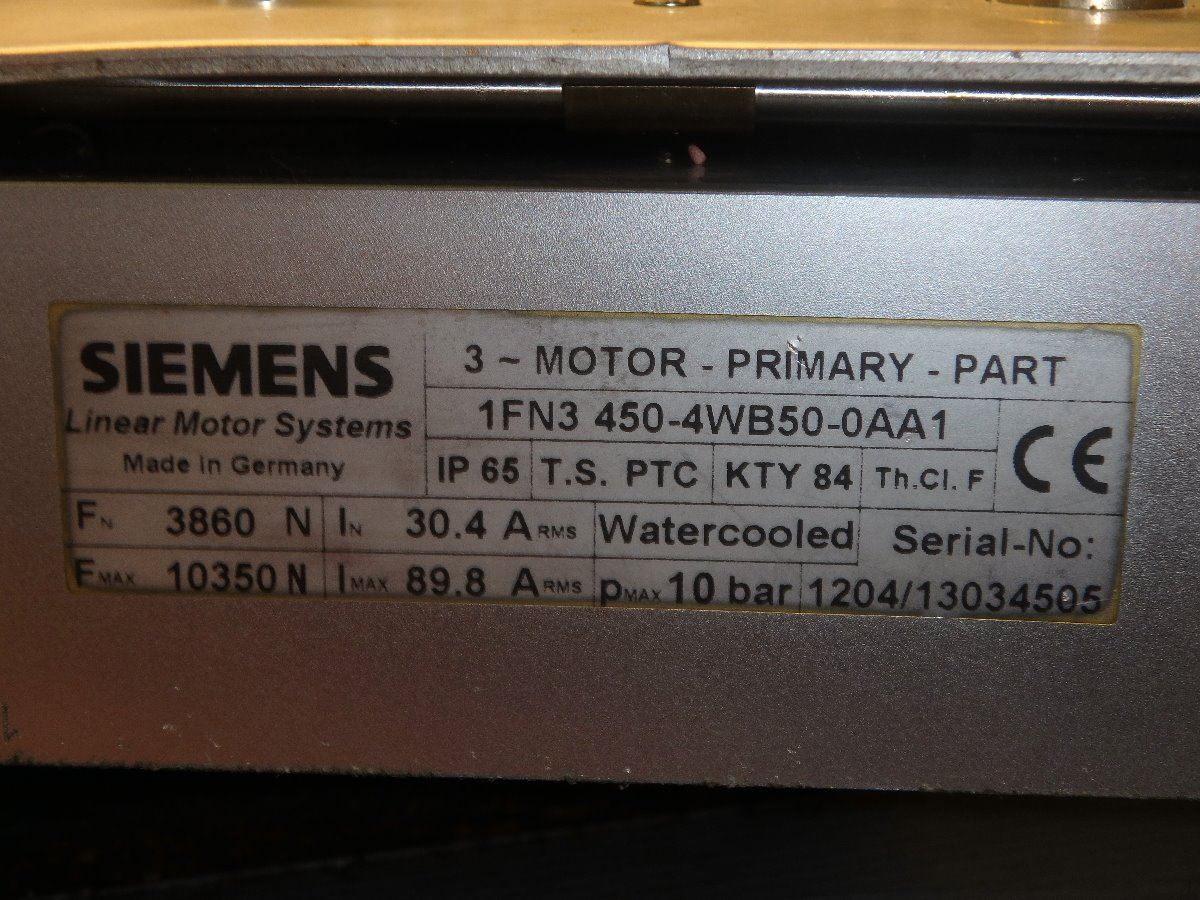 SIEMENS
Linear Motor Systems
Made in Germany
3 ~ MOTOR - PRIMARY - PART
1FN3 450-4WB50-0AA1
CE
IP 65 T.S. PTC KTY 84 Th.Cl. F
FN 3860 N IN 30.4 ARMS Watercooled Serial-No:
FMAX 10350 N IMAX 89.8 ARMS pMAX 10 bar 1204/13034505